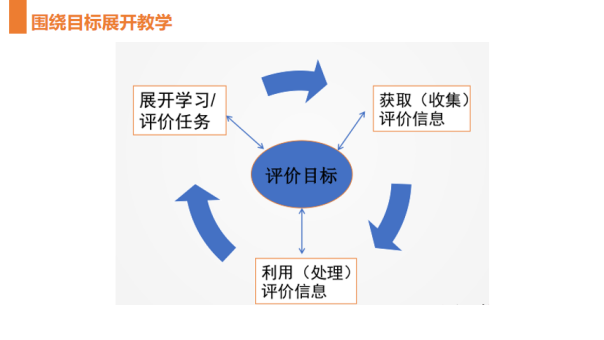 围绕目标展开教学
展开学习/
评价任务
获取（收集）
评价信息
评价目标
利用（处理）
评价信息